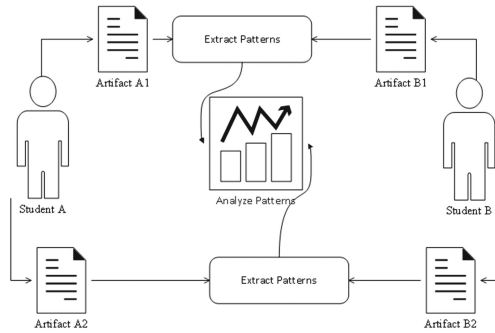 Extract Patterns
Artifact A1
Artifact B1
Analyze Patterns
Student A
Student B
Extract Patterns
Artifact A2
Artifact B2